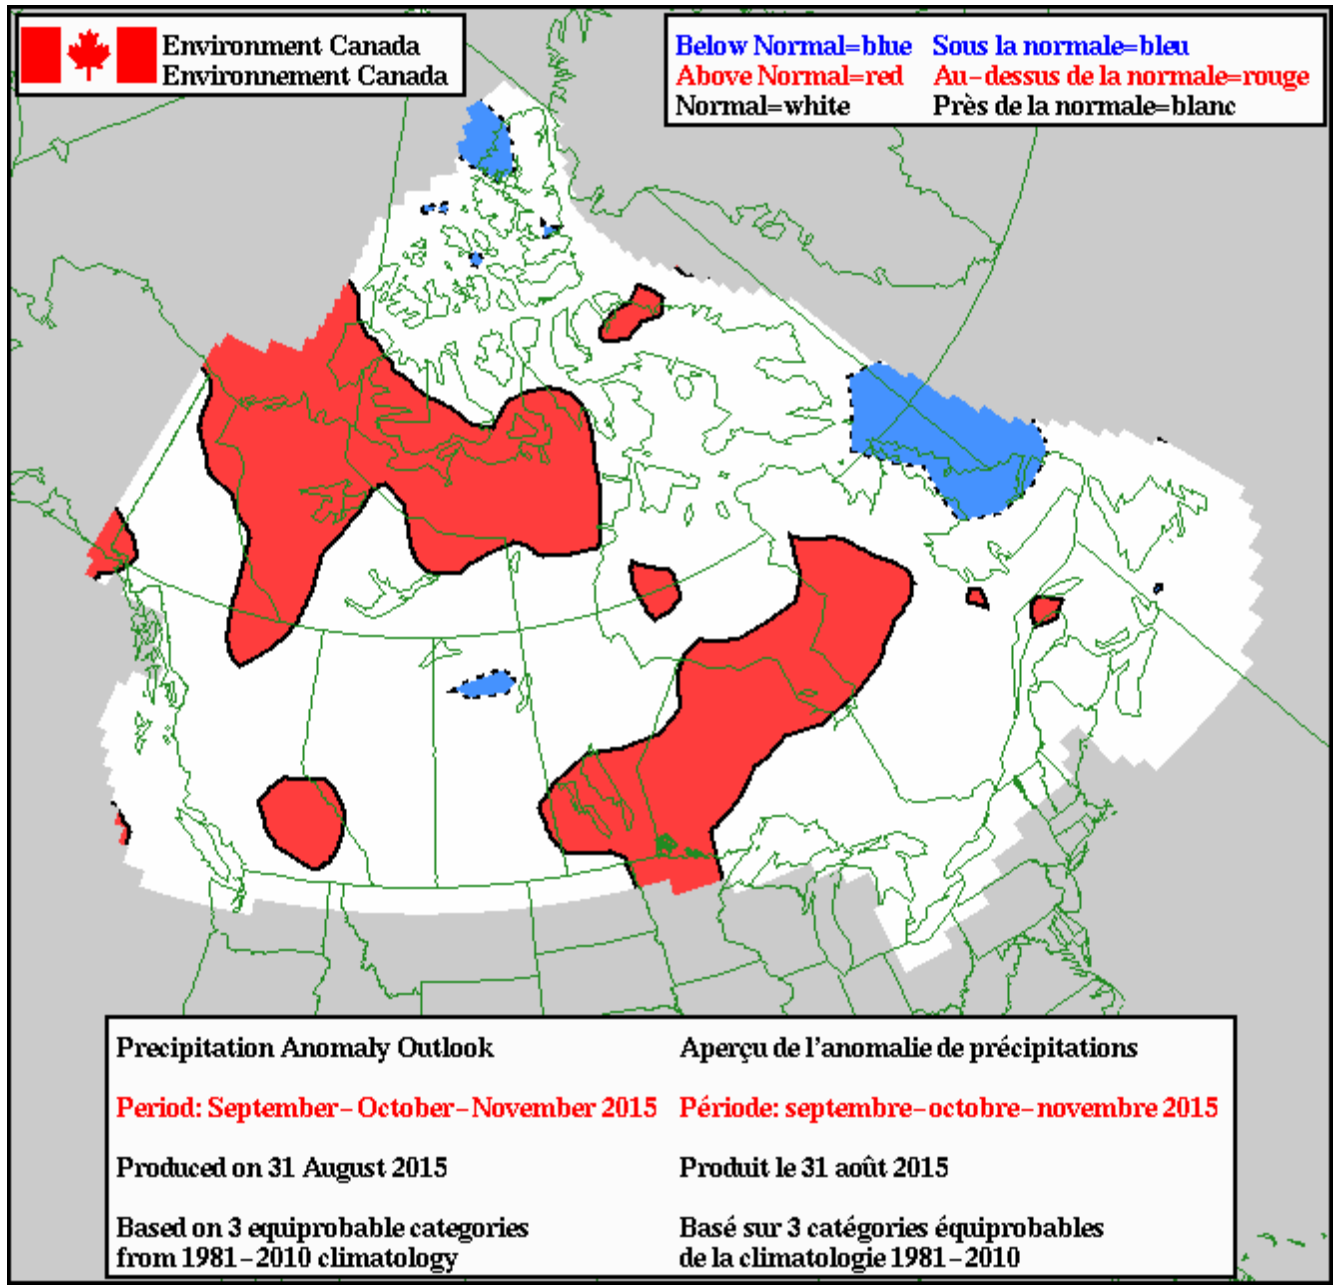 Environment Canada
Environnement Canada
Below Normal=blue Sous la normale=bleu
Above Normal=red Au-dessus de la normale=rouge
Normal=white Près de la normale=blanc
Precipitation Anomaly Outlook Aperçu de l'anomalie de précipitations
Period: September-October-November 2015 Période: septembre-octobre-novembre 2015
Produced on 31 August 2015 Produit le 31 août 2015
Based on 3 equiprobable categories Basé sur 3 catégories équiprobables
from 1981-2010 climatology de la climatologie 1981-2010